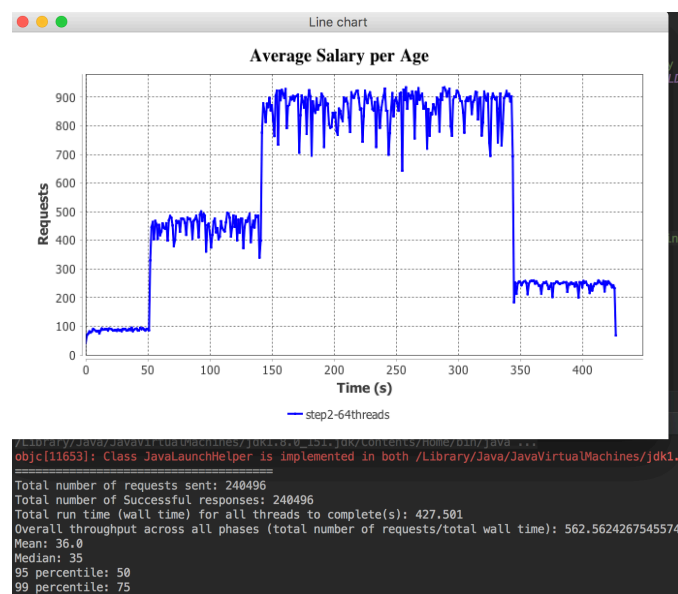 Line chart
Average Salary per Age
900
800
700
600
500
400
300
200
100
0
Requests
0 50 100 150 200 250 300 350 400
Time (s)
step2-64threads
/Library/Java/JavaVirtualMachines/jdk1.8.0_151.jdk/Contents/Home/bin/java ...
objc[11653]: Class JavaLaunchHelper is implemented in both /Library/Java/JavaVirtualMachines/jdk1.
======================================
Total number of requests sent: 240496
Total number of Successful responses: 240496
Total run time (wall time) for all threads to complete(s): 427.501
Overall throughput across all phases (total number of requests/total wall time): 562.5624267545574
Mean: 36.0
Median: 35
95 percentile: 50
99 percentile: 75